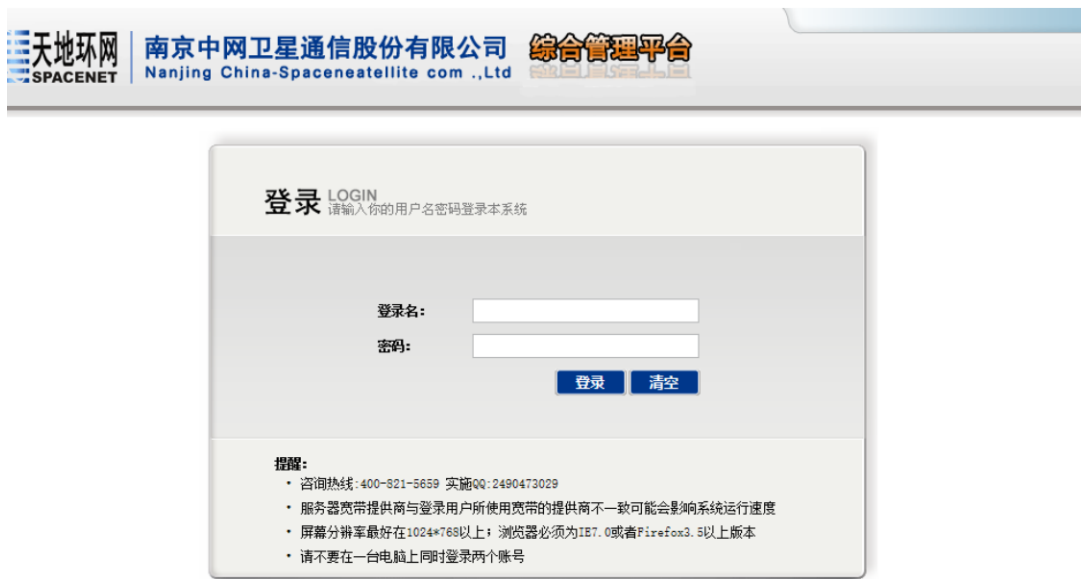 天地环网
SPACENET
南京中网卫星通信股份有限公司
Nanjing China-Spaceneatellite com .,Ltd
综合管理平台
登录 LOGIN
请输入你的用户名密码登录本系统
登录名：
密码：
登录 清空
提醒：
· 咨询热线:400-821-5659 实施QQ:2490473029
· 服务器宽带提供商与登录用户所使用宽带的提供商不一致可能会影响系统运行速度
· 屏幕分辨率最好在1024*768以上；浏览器必须为IE7.0或者Firefox3.5以上版本
· 请不要在一台电脑上同时登录两个账号